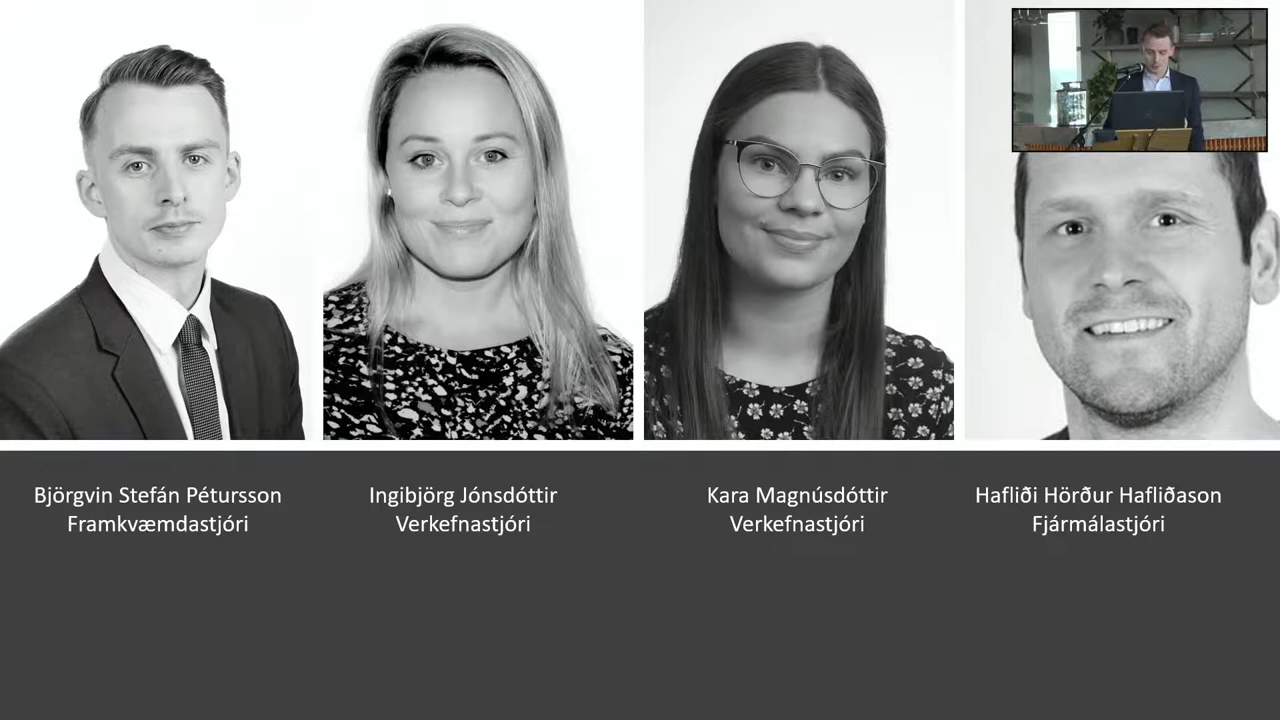 Björgvin Stefán Pétursson
Framkvæmdastjóri
Ingibjörg Jónsdóttir
Verkefnastjóri
Kara Magnúsdóttir
Verkefnastjóri
Hafliði Hörður Hafliðason
Fjármálastjóri